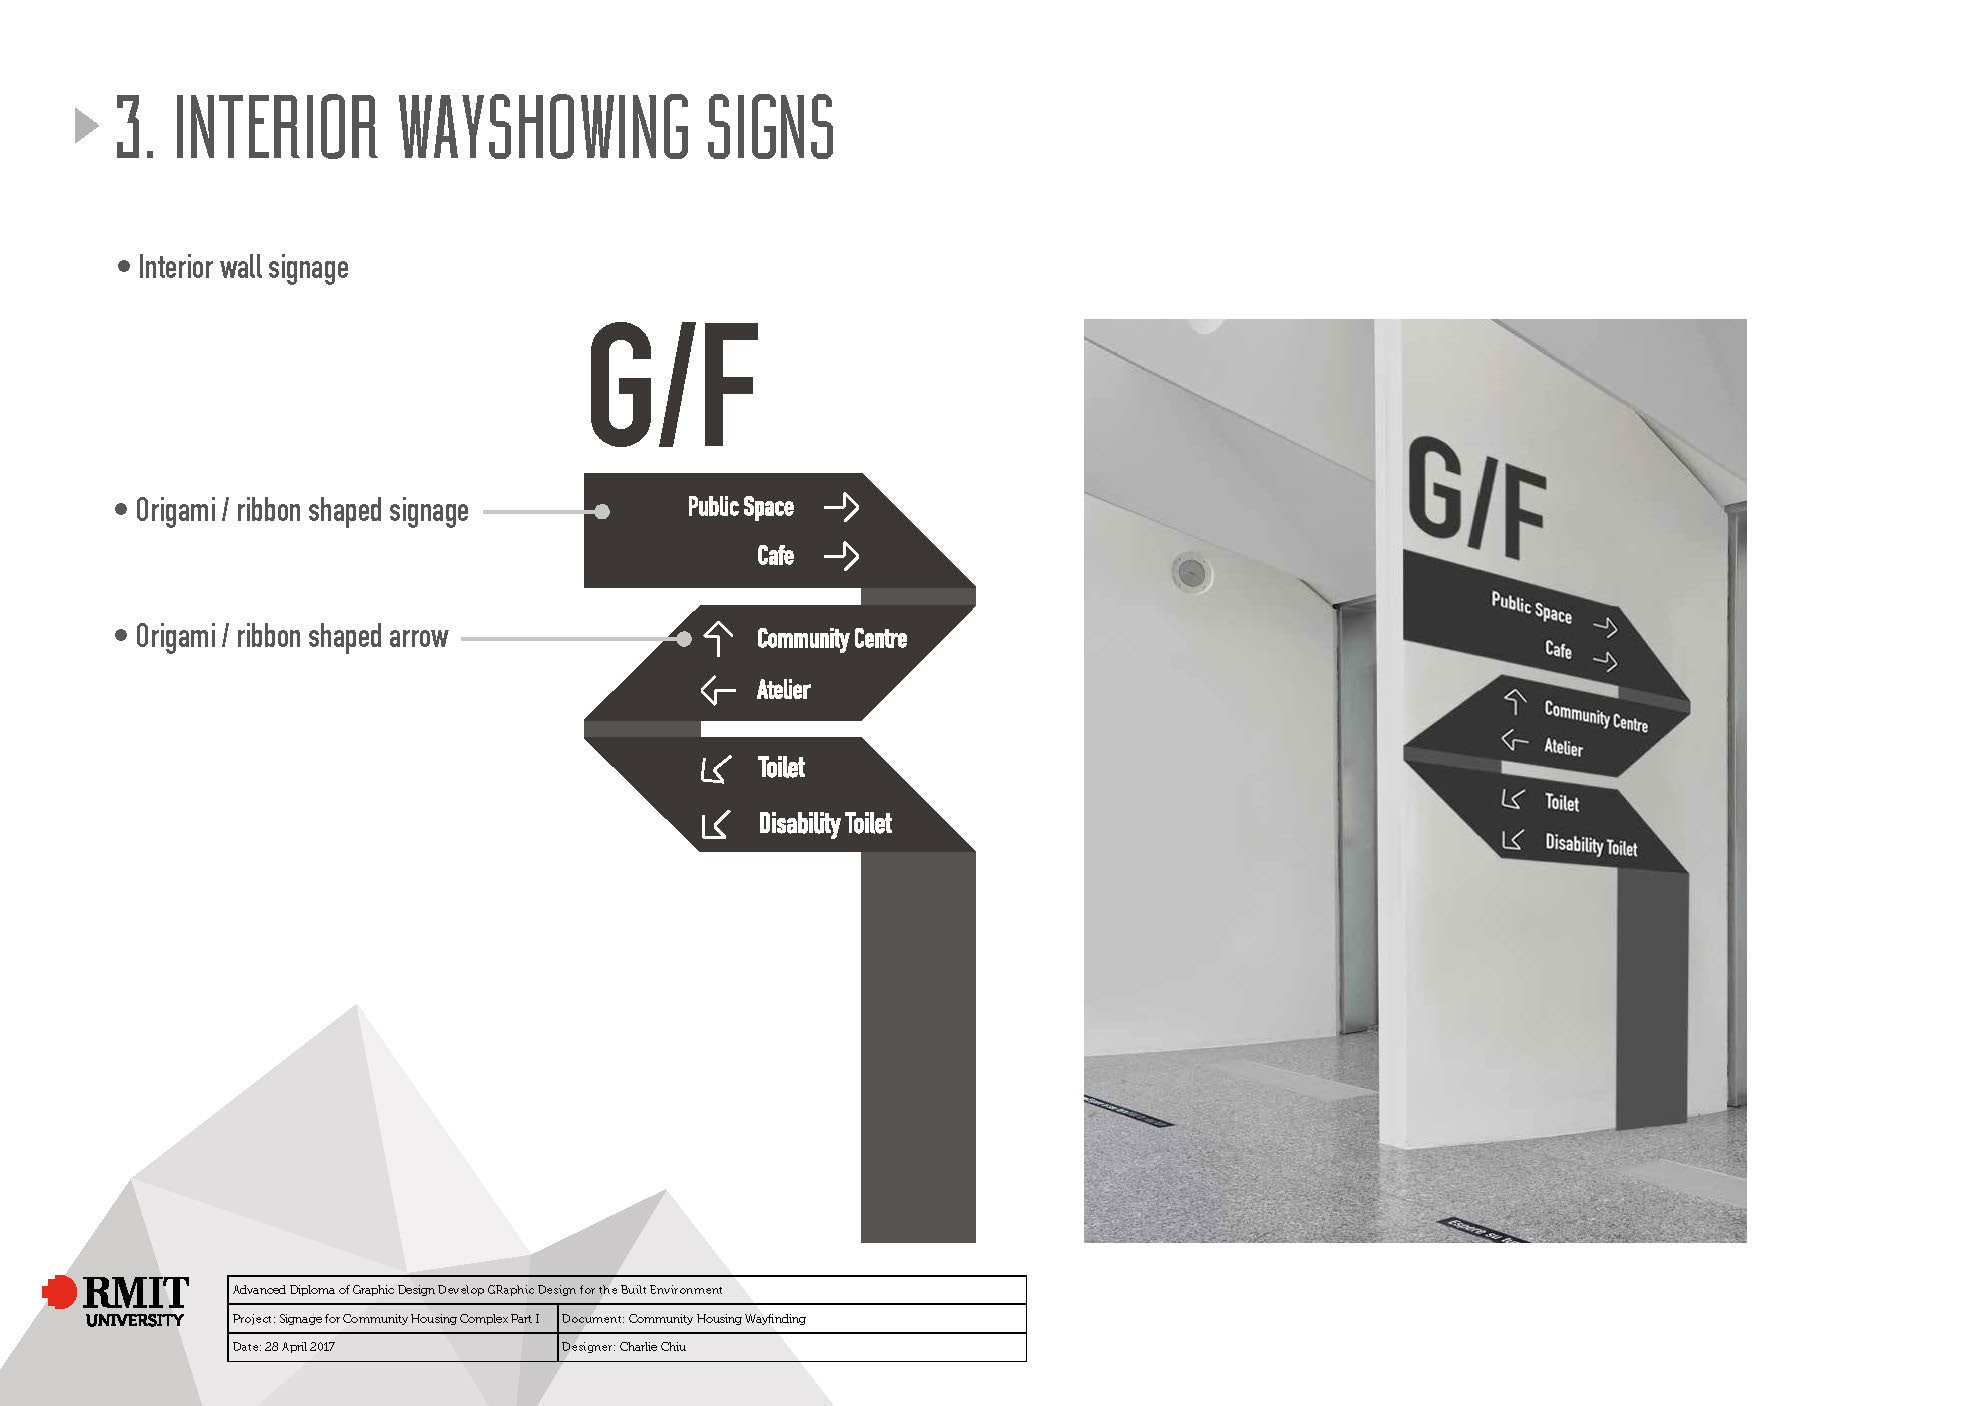 3. INTERIOR WAYSHOWING SIGNS
• Interior wall signage
G/F
• Origami / ribbon shaped signage
Public Space →
Cafe →
• Origami / ribbon shaped arrow
↑ Community Centre
← Atelier
↙ Toilet
↙ Disability Toilet
G/F
Public Space →
Cafe →
↑ Community Centre
← Atelier
↙ Toilet
↙ Disability Toilet
Espere su
RMIT
UNIVERSITY
Advanced Diploma of Graphic Design Develop GRaphic Design for the Built Environment
Project: Signage for Community Housing Complex Part I
Document: Community Housing Wayfinding
Date: 28 April 2017
Designer: Charlie Chiu